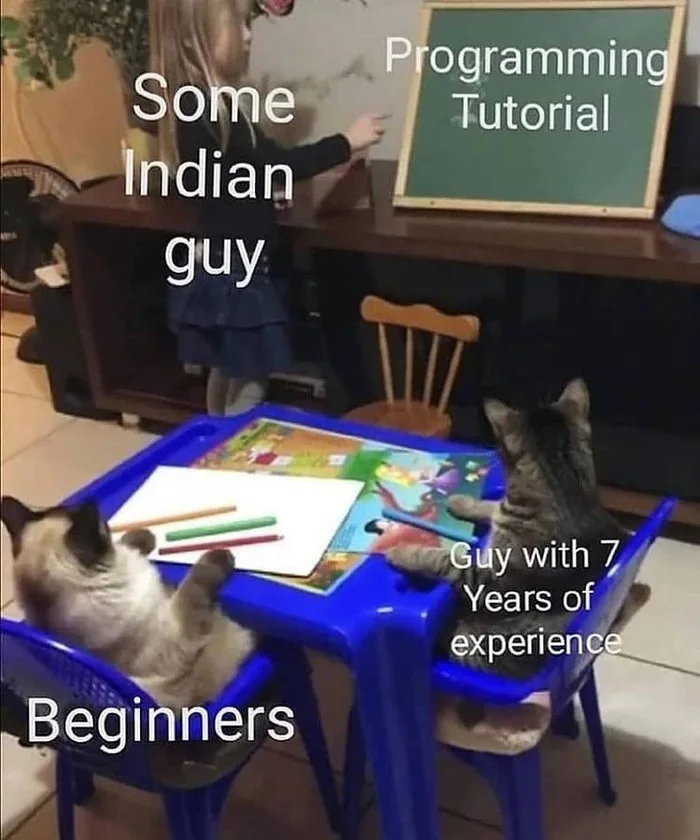 Some
Indian
guy
Programming
Tutorial
Guy with 7
Years of
experience
Beginners